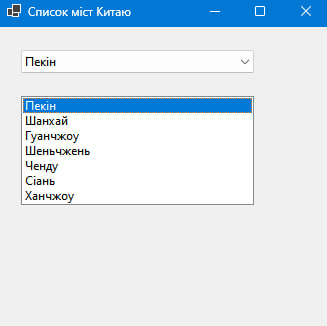 Список міст Китаю
Пекін
Пекін
Шанхай
Гуанчжоу
Шеньчжень
Ченду
Сіань
Ханчжоу